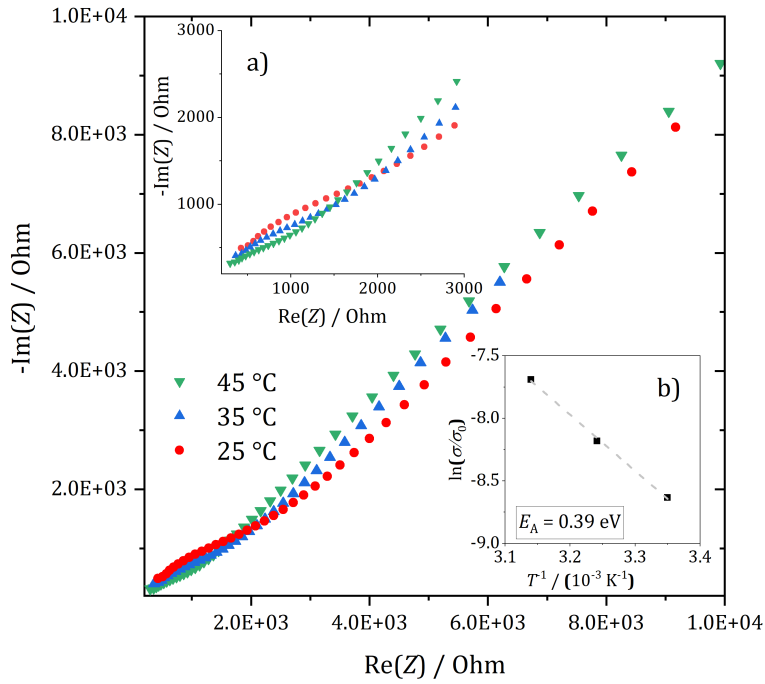 1.0E+04
8.0E+03
6.0E+03
4.0E+03
2.0E+03
-Im(Z) / Ohm
2.0E+03 4.0E+03 6.0E+03 8.0E+03 1.0E+04
Re(Z) / Ohm
45 °C
35 °C
25 °C
a)
3000
2000
1000
-Im(Z) / Ohm
1000 2000 3000
Re(Z) / Ohm
b)
-7.5
-8.0
-8.5
-9.0
ln(σ/σ₀)
E_A = 0.39 eV
3.1 3.2 3.3 3.4
T⁻¹ / (10⁻³ K⁻¹)